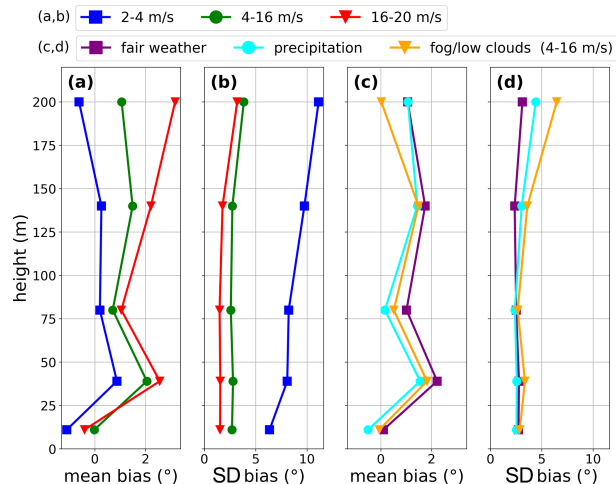 (a,b) 2-4 m/s 4-16 m/s 16-20 m/s
(c,d) fair weather precipitation fog/low clouds (4-16 m/s)
(a) (b) (c) (d)
200
175
150
125
100
75
50
25
0
height (m)
0 2 0 5 10 0 2 0 5 10
mean bias (°) SD bias (°) mean bias (°) SD bias (°)